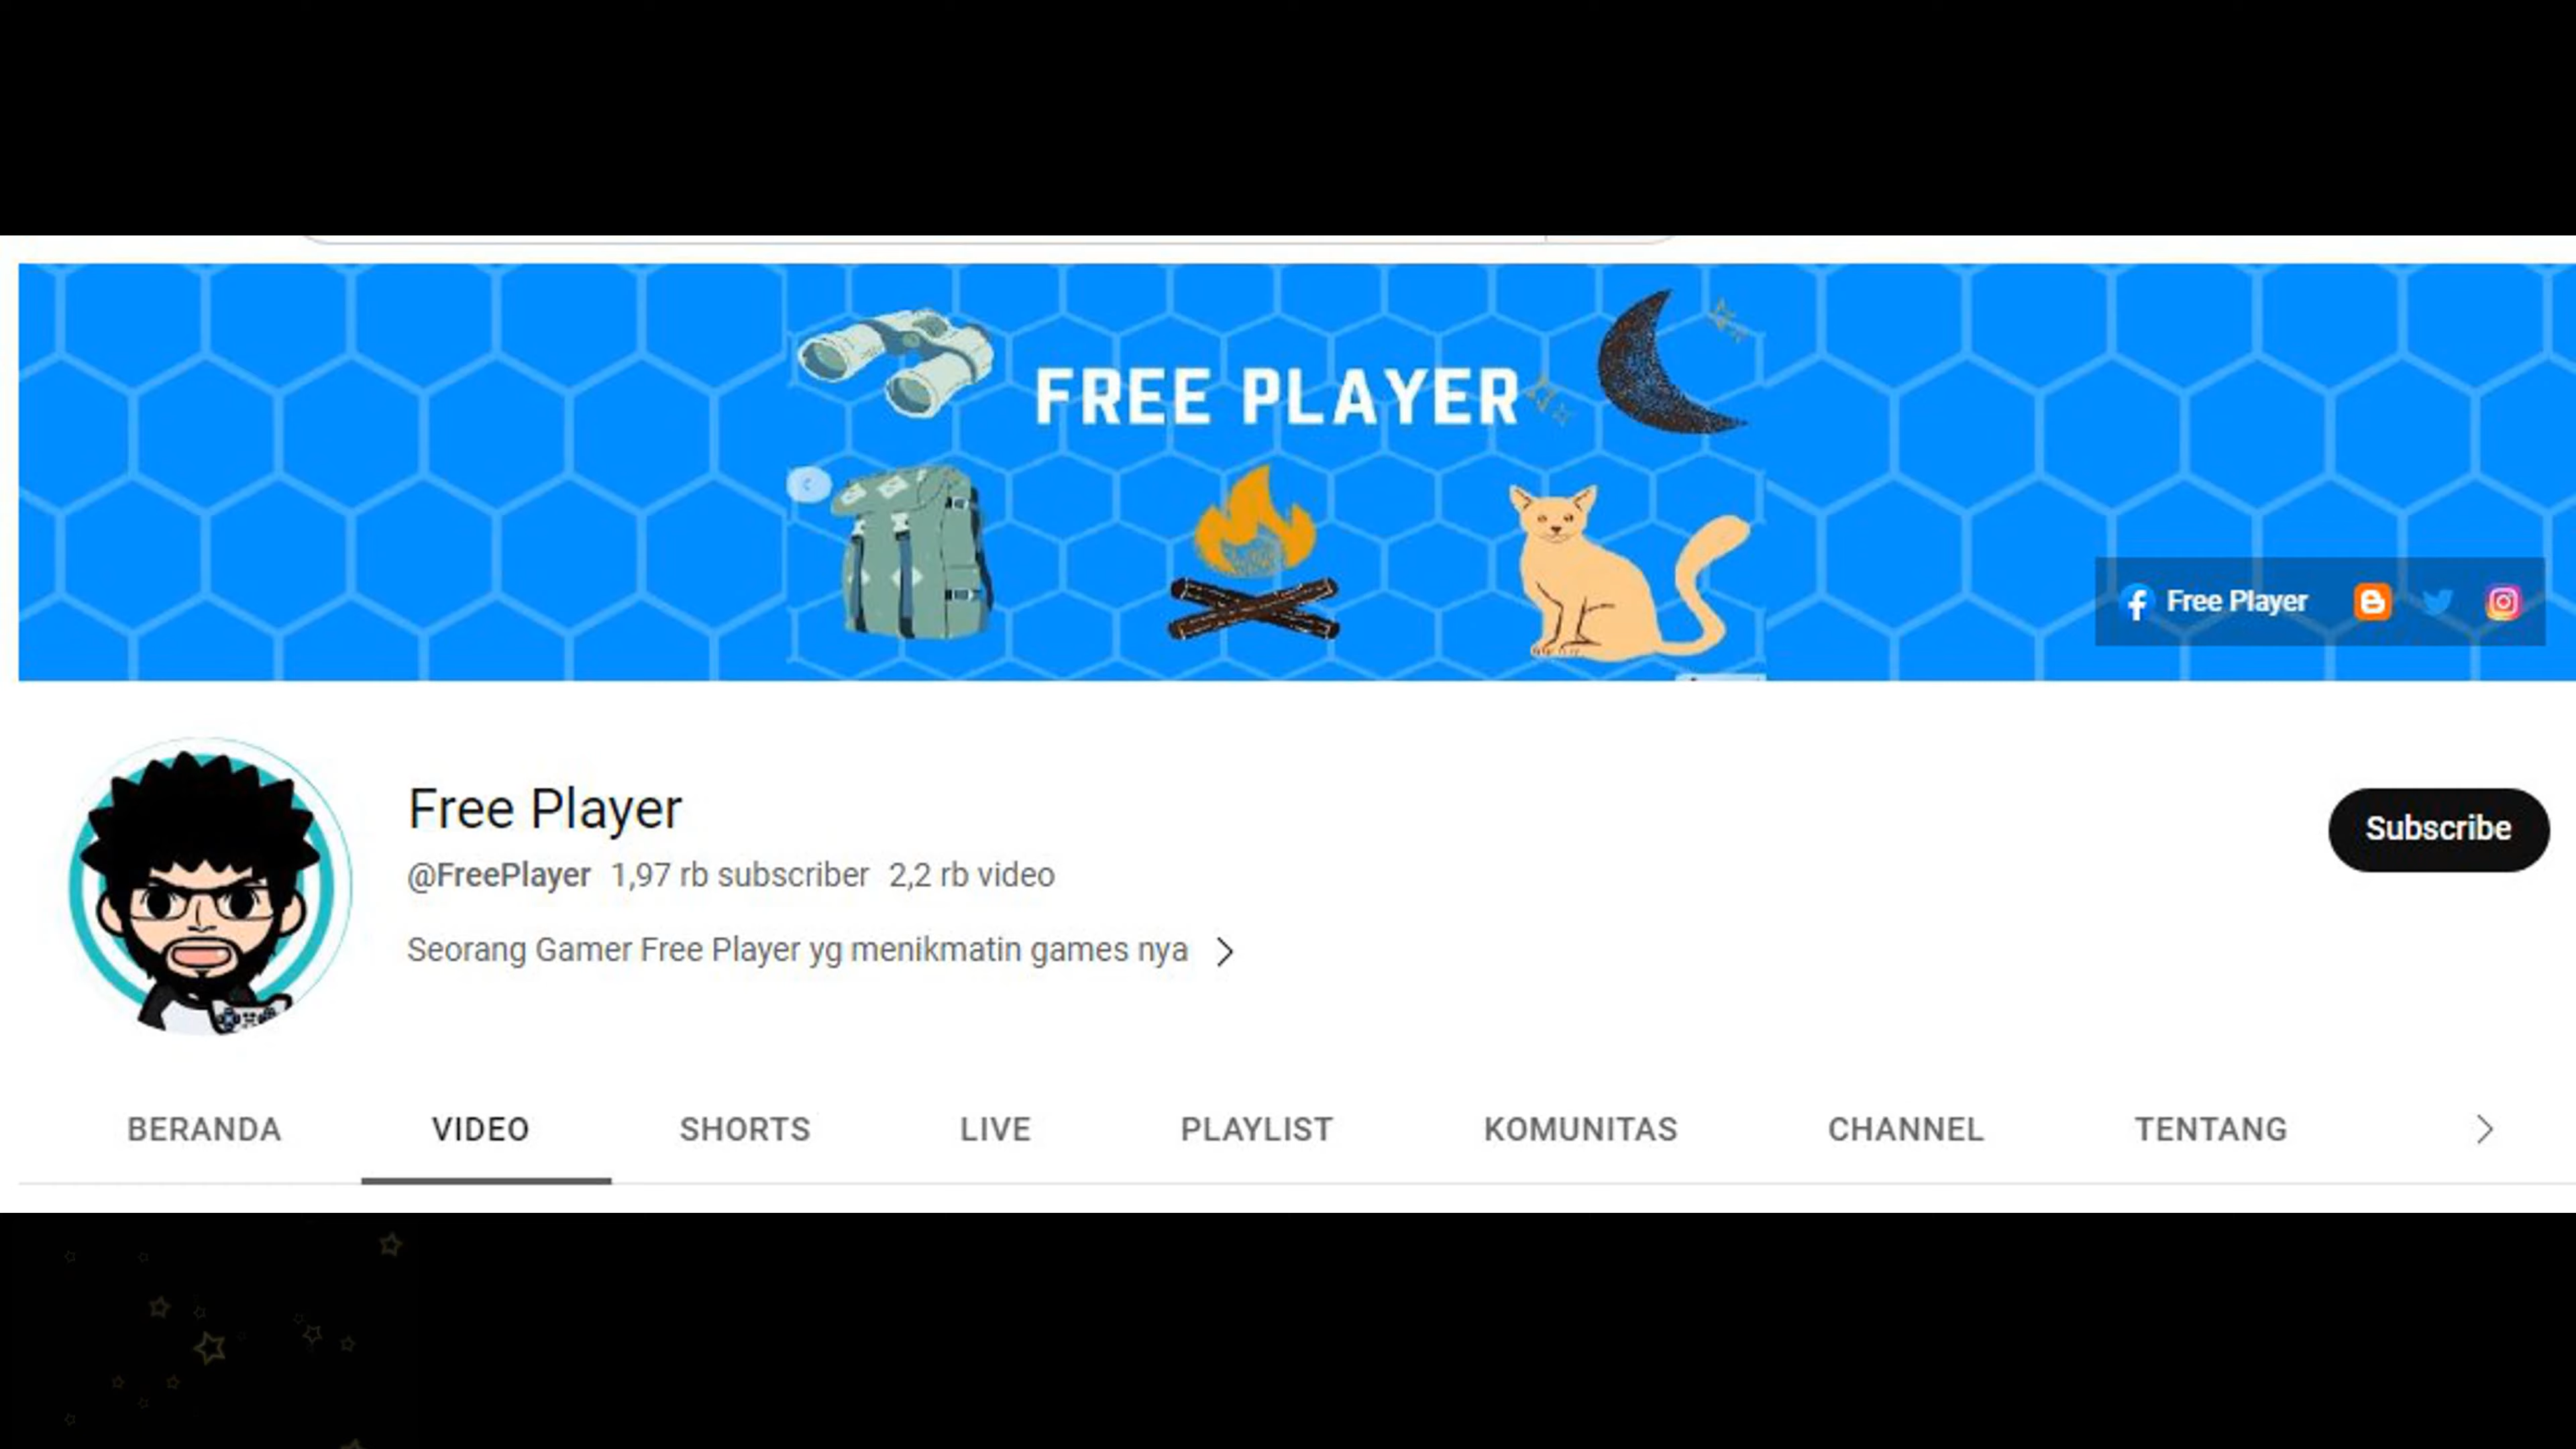 FREE PLAYER
Free Player
Free Player
@FreePlayer 1,97 rb subscriber 2,2 rb video
Subscribe
Seorang Gamer Free Player yg menikmatin games nya
BERANDA VIDEO SHORTS LIVE PLAYLIST KOMUNITAS CHANNEL TENTANG